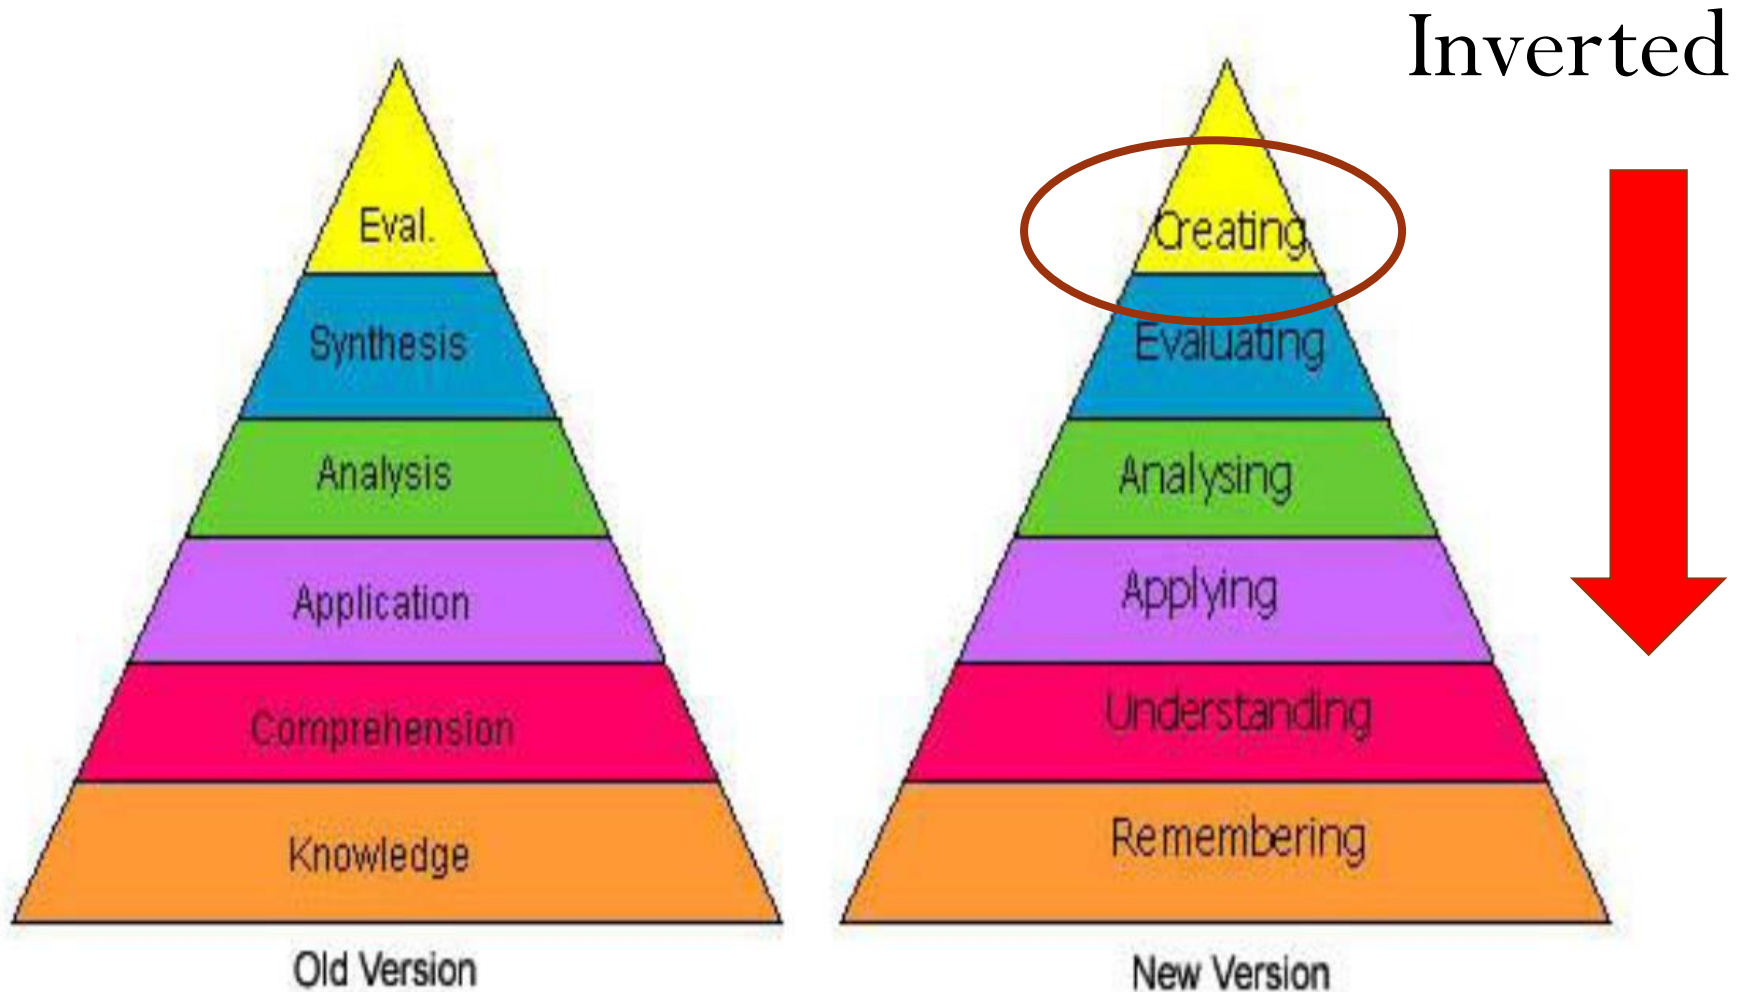 Inverted
Eval.
Synthesis
Analysis
Application
Comprehension
Knowledge
Old Version
Creating
Evaluating
Analysing
Applying
Understanding
Remembering
New Version